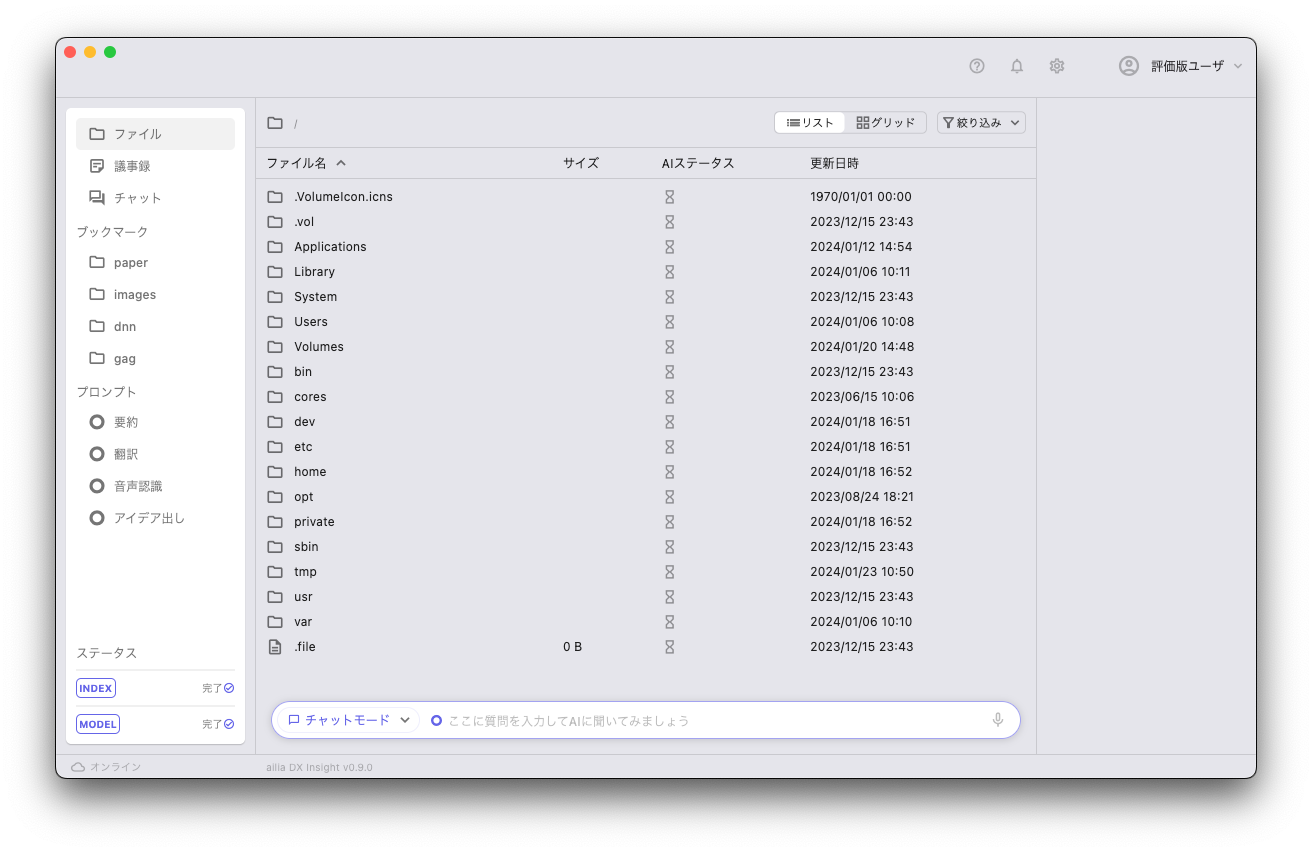 評価版ユーザ
ファイル
議事録
チャット
ブックマーク
paper
images
dnn
gag
プロンプト
要約
翻訳
音声認識
アイデア出し
ステータス
INDEX 完了
MODEL 完了
/ リスト グリッド 絞り込み
ファイル名 サイズ AIステータス 更新日時
.VolumeIcon.icns 1970/01/01 00:00
.vol 2023/12/15 23:43
Applications 2024/01/12 14:54
Library 2024/01/06 10:11
System 2023/12/15 23:43
Users 2024/01/06 10:08
Volumes 2024/01/20 14:48
bin 2023/12/15 23:43
cores 2023/06/15 10:06
dev 2024/01/18 16:51
etc 2024/01/18 16:51
home 2024/01/18 16:52
opt 2023/08/24 18:21
private 2024/01/18 16:52
sbin 2023/12/15 23:43
tmp 2024/01/23 10:50
usr 2023/12/15 23:43
var 2024/01/06 10:10
.file 0 B 2023/12/15 23:43
チャットモード ここに質問を入力してAIに聞いてみましょう
オンライン aiila DX Insight v0.9.0